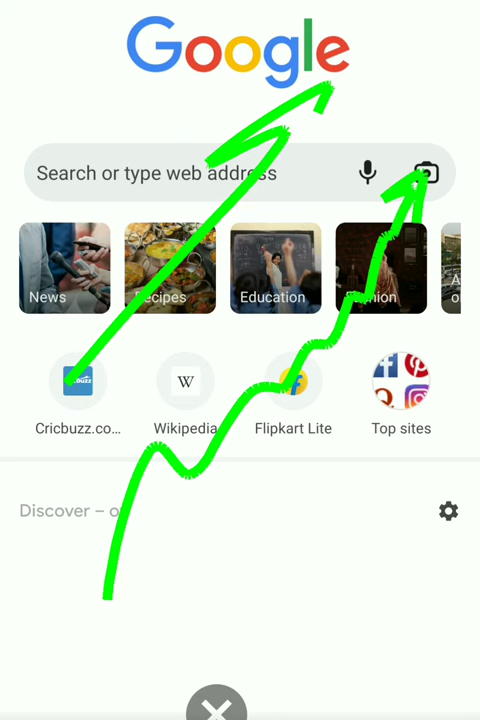 Google
Search or type web address
News
Recipes
Education
Cricbuzz.co...
W
Wikipedia
Flipkart Lite
Top sites
Discover –